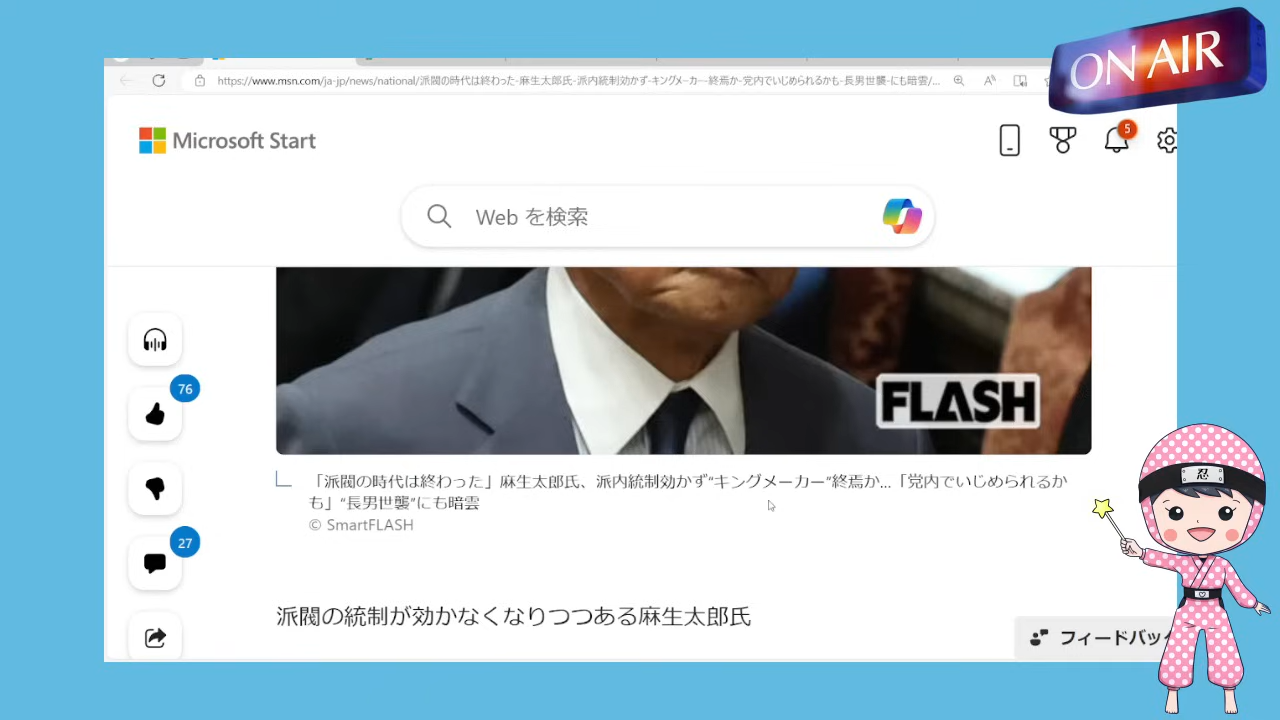 ON AIR
https://www.msn.com/ja-jp/news/national/派閥の時代は終わった-麻生太郎氏-派内統制効かず-キングメーカー-終焉か-党内でいじめられるかも-長男世襲-にも暗雲/...
Microsoft Start
5
Web を検索
76
27
FLASH
「派閥の時代は終わった」麻生太郎氏、派内統制効かず“キングメーカー”終焉か…「党内でいじめられるか
も」“長男世襲”にも暗雲
© SmartFLASH
派閥の統制が効かなくなりつつある麻生太郎氏
フィードバック
忍